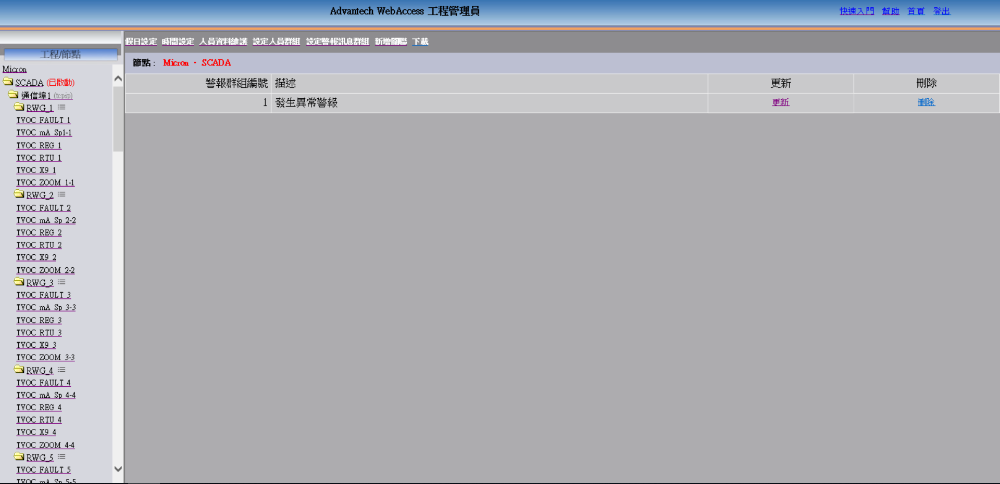 Advantech WebAccess 工程管理員
快速入門 幫助 首頁 登出
假日設定 時間設定 人員資料維護 設定人員群組 設定警報訊息群組 新增關聯 下載
工程/節點
節點： Micron · SCADA
Micron
SCADA (已啟動)
通信埠1 (tcpip)
RWG_1
TVOC FAULT 1
TVOC mA Sp1-1
TVOC REG 1
TVOC RTU 1
TVOC X9 1
TVOC ZOOM 1-1
RWG_2
TVOC FAULT 2
TVOC mA Sp 2-2
TVOC REG 2
TVOC RTU 2
TVOC X9 2
TVOC ZOOM 2-2
RWG_3
TVOC FAULT 3
TVOC mA Sp 3-3
TVOC REG 3
TVOC RTU 3
TVOC X9 3
TVOC ZOOM 3-3
RWG_4
TVOC FAULT 4
TVOC mA Sp 4-4
TVOC REG 4
TVOC RTU 4
TVOC X9 4
TVOC ZOOM 4-4
RWG_5
TVOC FAULT 5
TVOC mA Sp 5-5
警報群組編號 描述 更新 刪除
1 發生異常警報 更新 刪除